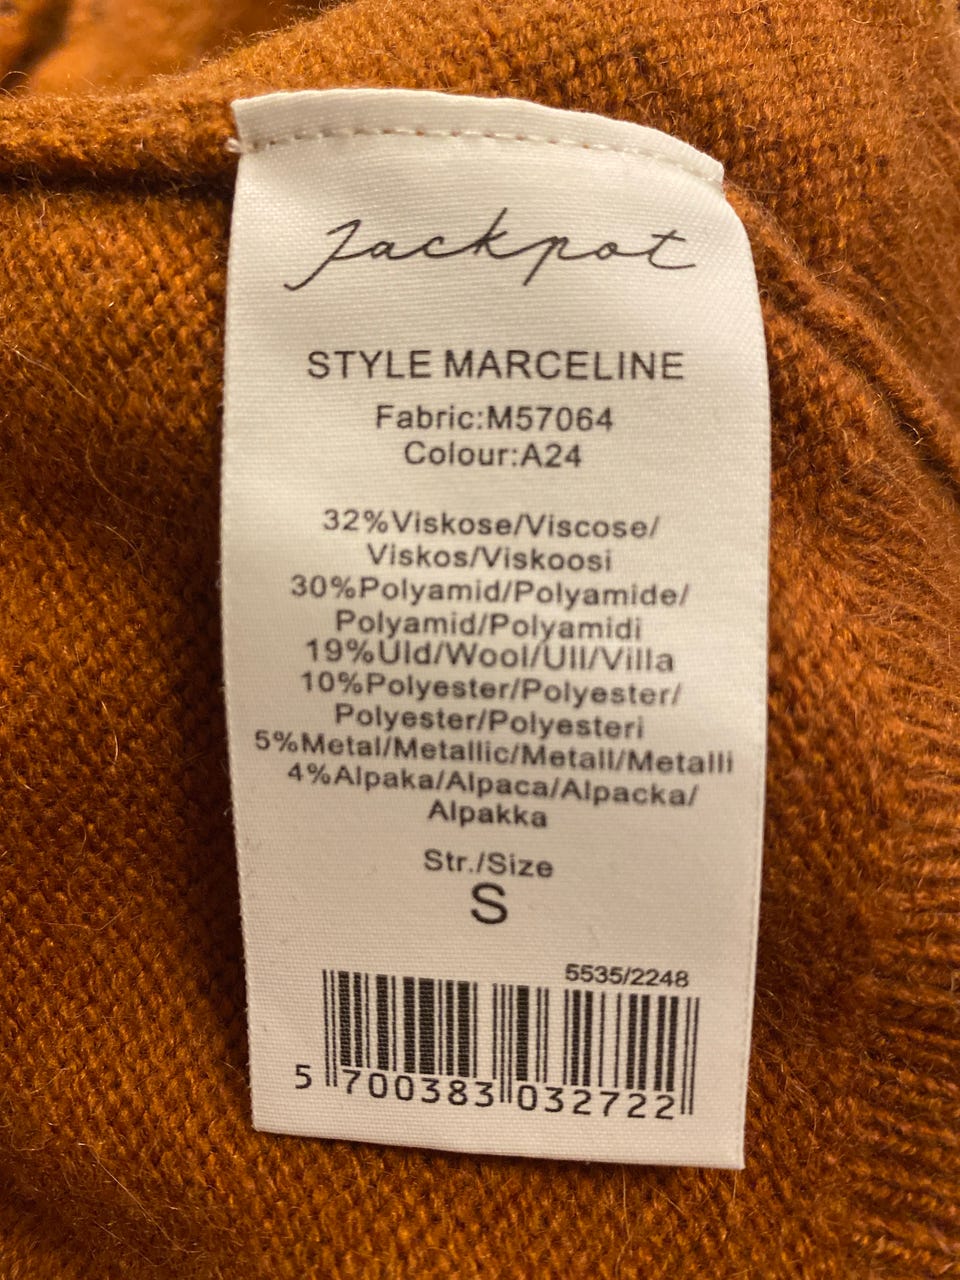 Jackpot
STYLE MARCELINE
Fabric:M57064
Colour:A24
32%Viskose/Viscose/
Viskos/Viskoosi
30%Polyamid/Polyamide/
Polyamid/Polyamidi
19%Uld/Wool/Ull/Villa
10%Polyester/Polyester/
Polyester/Polyesteri
5%Metal/Metallic/Metall/Metalli
4%Alpaka/Alpaca/Alpacka/
Alpakka
Str./Size
S
5535/2248
5 700383 032722